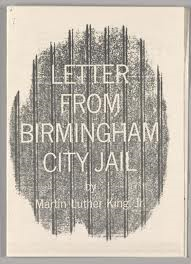 LETTER
FROM
BIRMINGHAM
CITY JAIL
by
Martin Luther King, Jr.